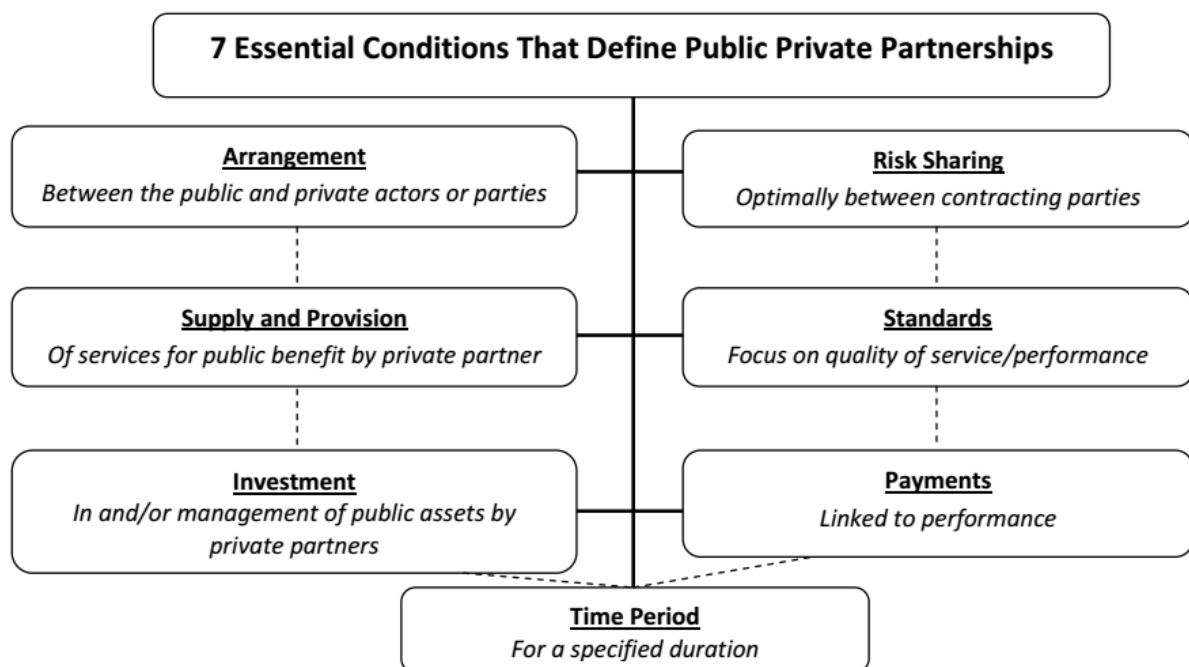 7 Essential Conditions That Define Public Private Partnerships
Arrangement
Between the public and private actors or parties
Risk Sharing
Optimally between contracting parties
Supply and Provision
Of services for public benefit by private partner
Standards
Focus on quality of service/performance
Investment
In and/or management of public assets by
private partners
Payments
Linked to performance
Time Period
For a specified duration